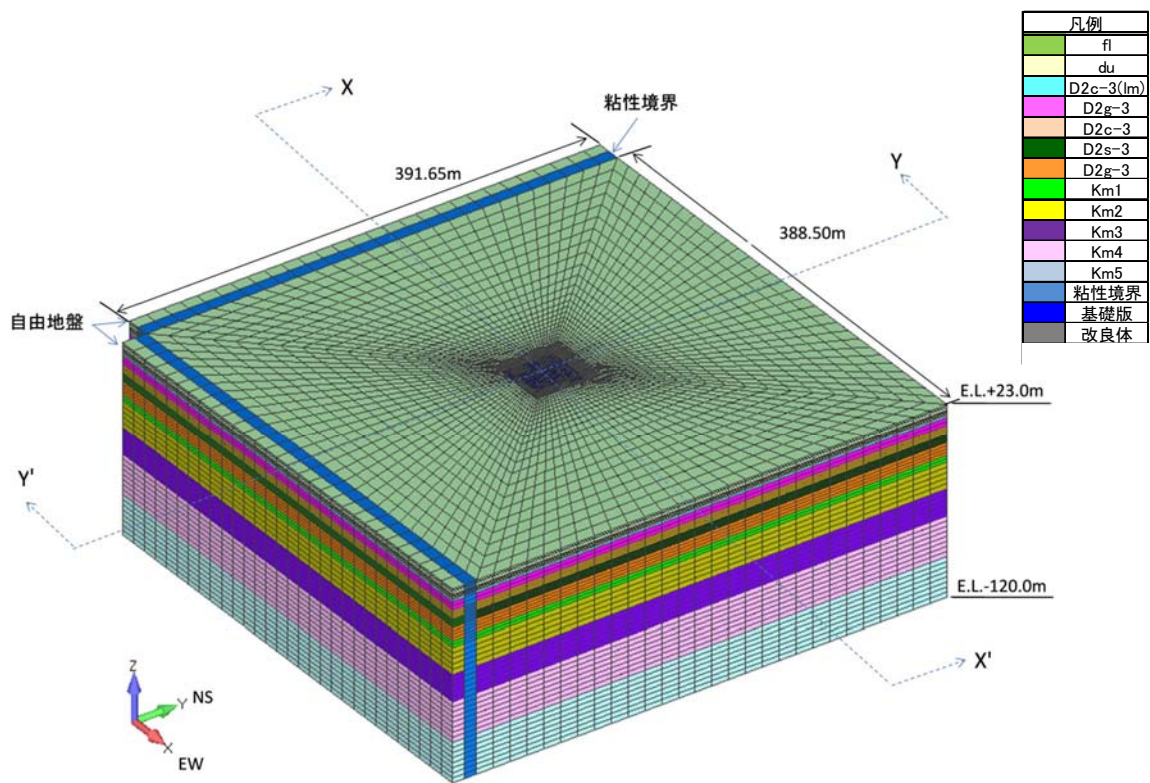 凡例
fl
du
D2c-3(lm)
D2g-3
D2c-3
D2s-3
D2g-3
Km1
Km2
Km3
Km4
Km5
粘性境界
基礎版
改良体
X
粘性境界
391.65m
Y
388.50m
自由地盤
E.L.+23.0m
Y'
E.L.-120.0m
X'
Z
Y NS
X
EW